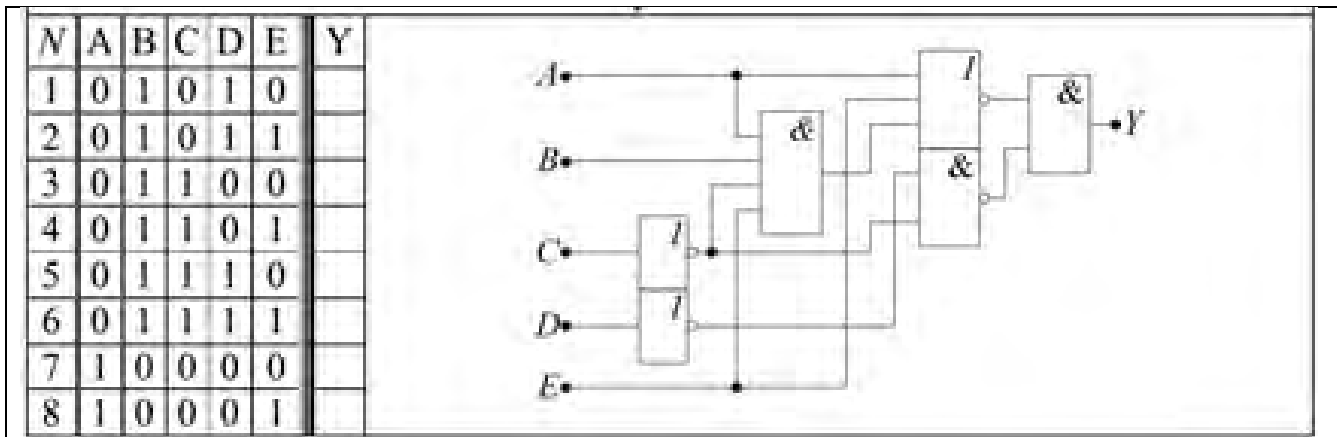 N A B C D E Y
1 0 1 0 1 0
2 0 1 0 1 1
3 0 1 1 0 0
4 0 1 1 0 1
5 0 1 1 1 0
6 0 1 1 1 1
7 1 0 0 0 0
8 1 0 0 0 1
A
1
&
&
Y
B
&
C
1
D
1
E